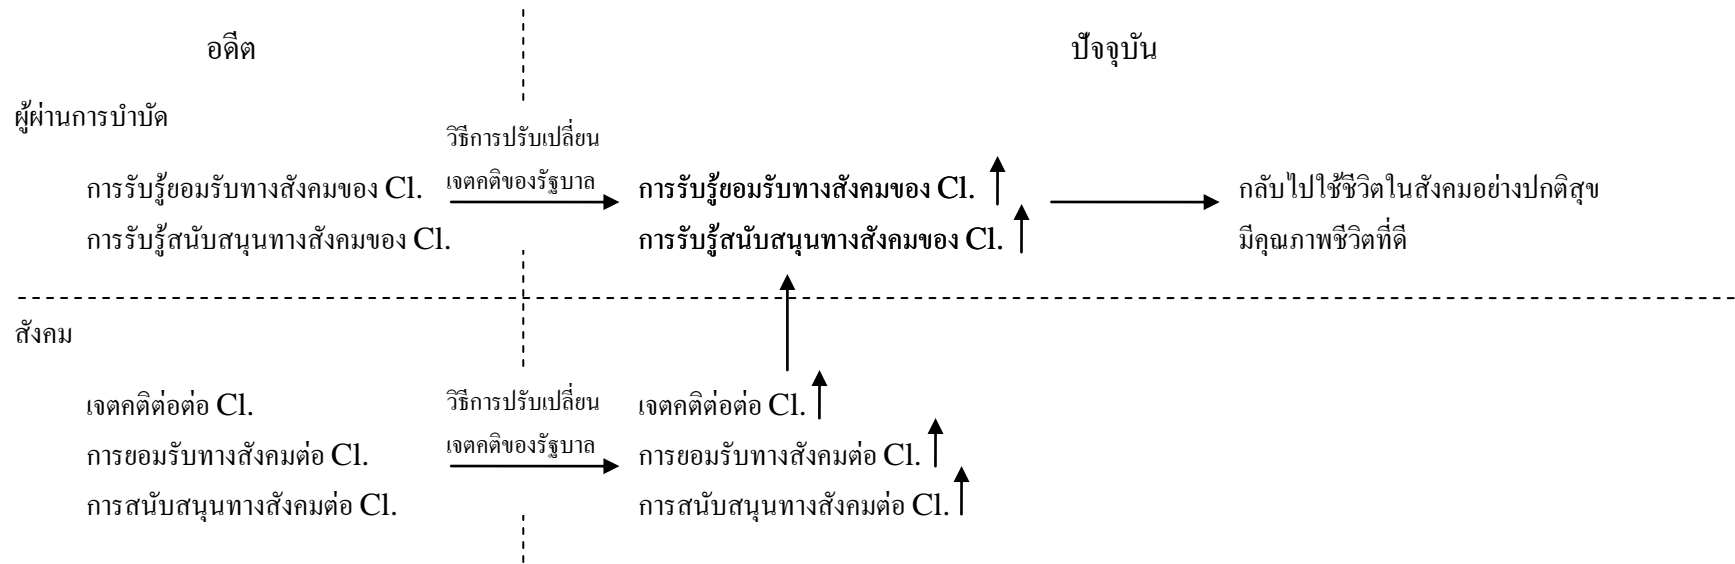 อดีต
ปัจจุบัน
ผู้ผ่านการบำบัด
วิธีการปรับเปลี่ยน
เจตคติของรัฐบาล
การรับรู้ยอมรับทางสังคมของ Cl.
การรับรู้สนับสนุนทางสังคมของ Cl.
การรับรู้ยอมรับทางสังคมของ Cl.
การรับรู้สนับสนุนทางสังคมของ Cl.
กลับไปใช้ชีวิตในสังคมอย่างปกติสุข
มีคุณภาพชีวิตที่ดี
สังคม
เจตคติต่อต่อ Cl.
การยอมรับทางสังคมต่อ Cl.
การสนับสนุนทางสังคมต่อ Cl.
วิธีการปรับเปลี่ยน
เจตคติของรัฐบาล
เจตคติต่อต่อ Cl.
การยอมรับทางสังคมต่อ Cl.
การสนับสนุนทางสังคมต่อ Cl.